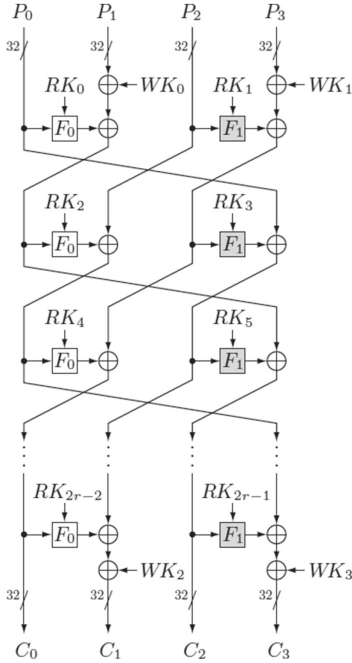 P₀ P₁ P₂ P₃
32 32 32 32
WK₀ WK₁
RK₀ RK₁
F₀ F₁
RK₂ RK₃
F₀ F₁
RK₄ RK₅
F₀ F₁
RK₂ᵣ₋₂ RK₂ᵣ₋₁
F₀ F₁
WK₂ WK₃
32 32 32 32
C₀ C₁ C₂ C₃